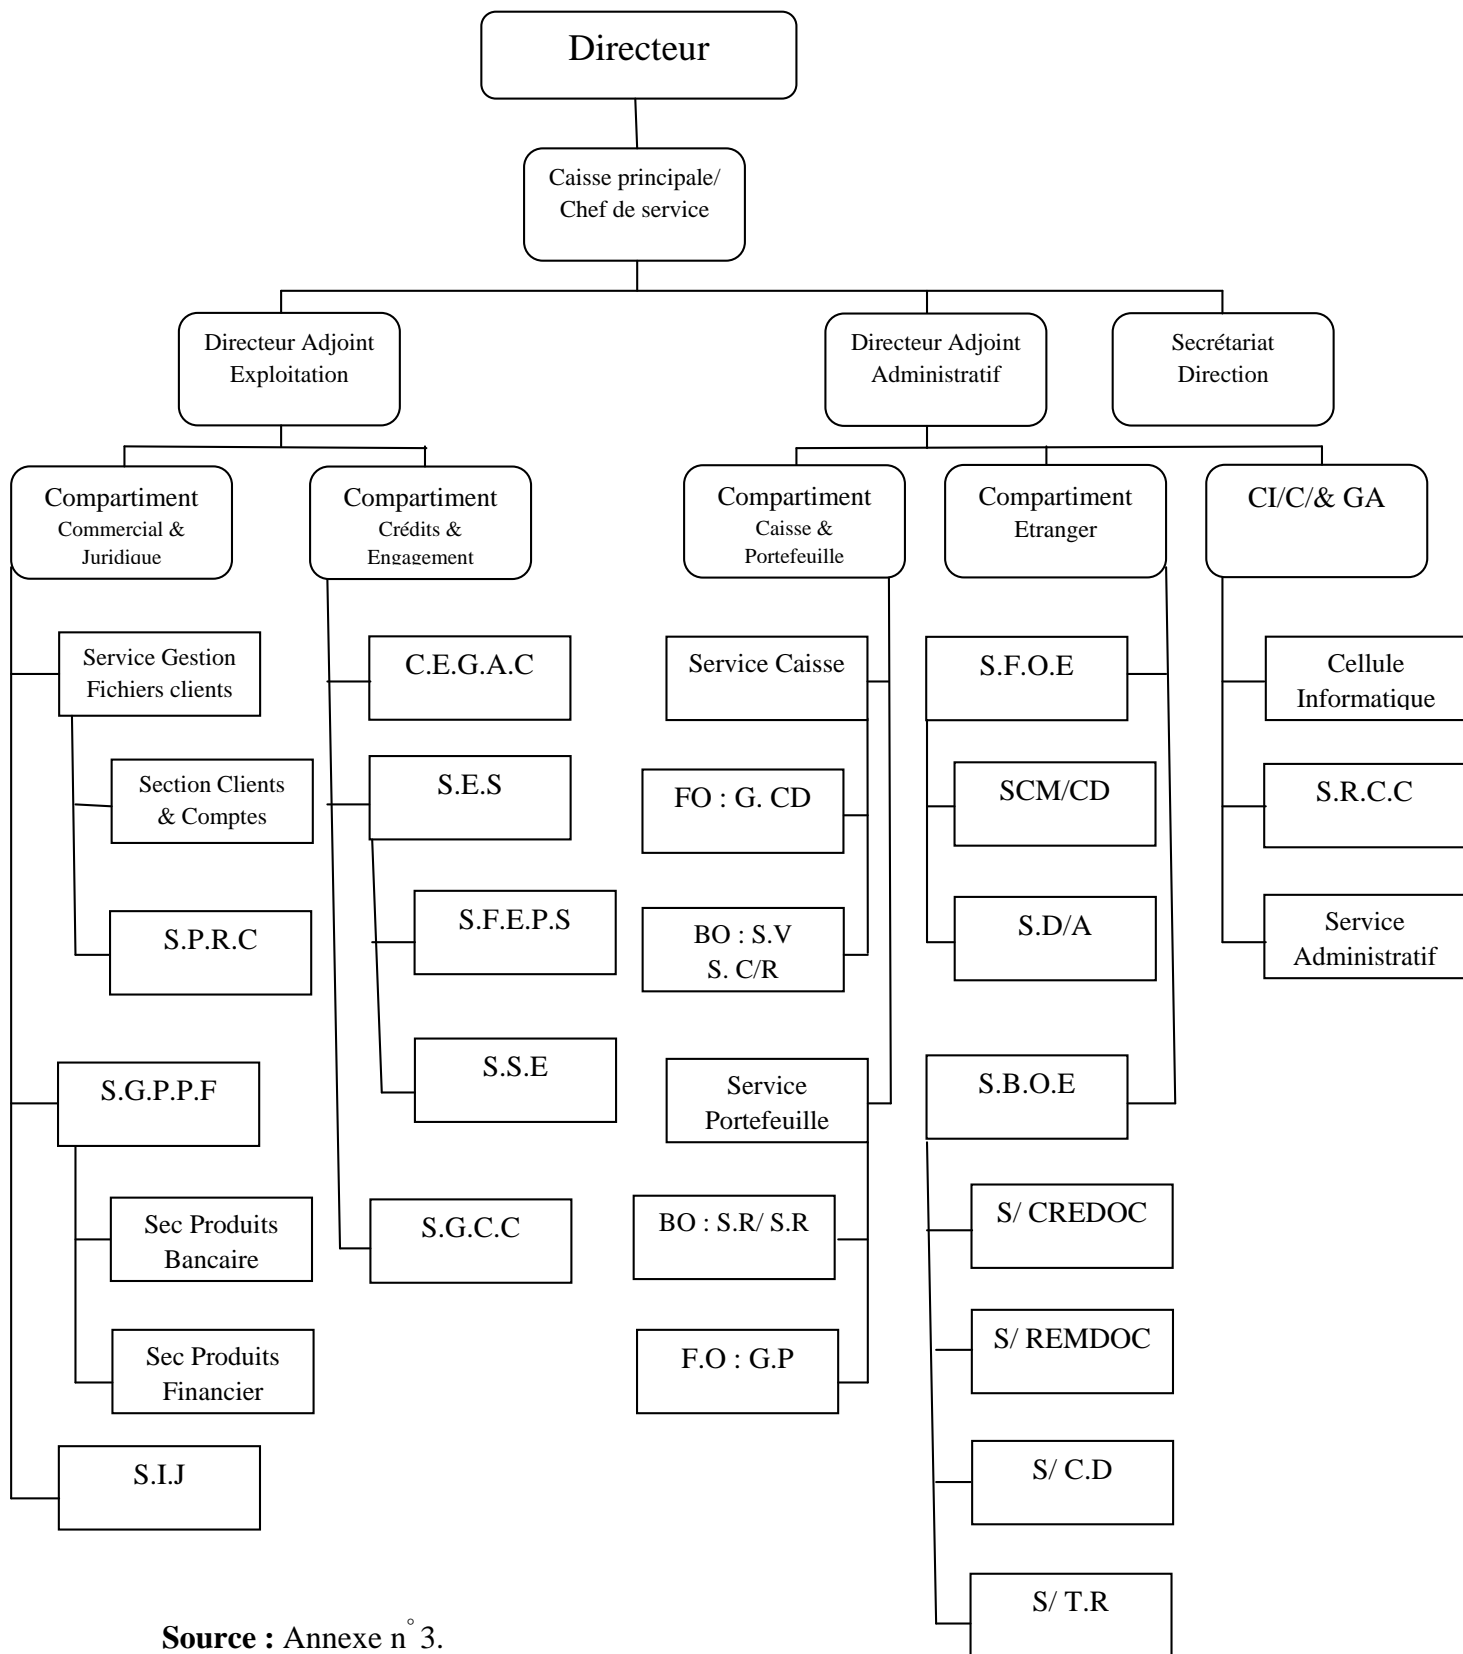 Directeur
Caisse principale/
Chef de service
Directeur Adjoint
Exploitation
Directeur Adjoint
Administratif
Secrétariat
Direction
Compartiment
Commercial &
Juridique
Compartiment
Crédits &
Engagement
Compartiment
Caisse &
Portefeuille
Compartiment
Etranger
CI/C/& GA
Service Gestion
Fichiers clients
C.E.G.A.C
Service Caisse
S.F.O.E
Cellule
Informatique
Section Clients
& Comptes
S.E.S
FO : G. CD
SCM/CD
S.R.C.C
S.P.R.C
S.F.E.P.S
BO : S.V
S. C/R
S.D/A
Service
Administratif
S.G.P.P.F
S.S.E
Service
Portefeuille
S.B.O.E
Sec Produits
Bancaire
S.G.C.C
BO : S.R/ S.R
S/ CREDOC
Sec Produits
Financier
F.O : G.P
S/ REMDOC
S.I.J
S/ C.D
S/ T.R
Source : Annexe n°3.